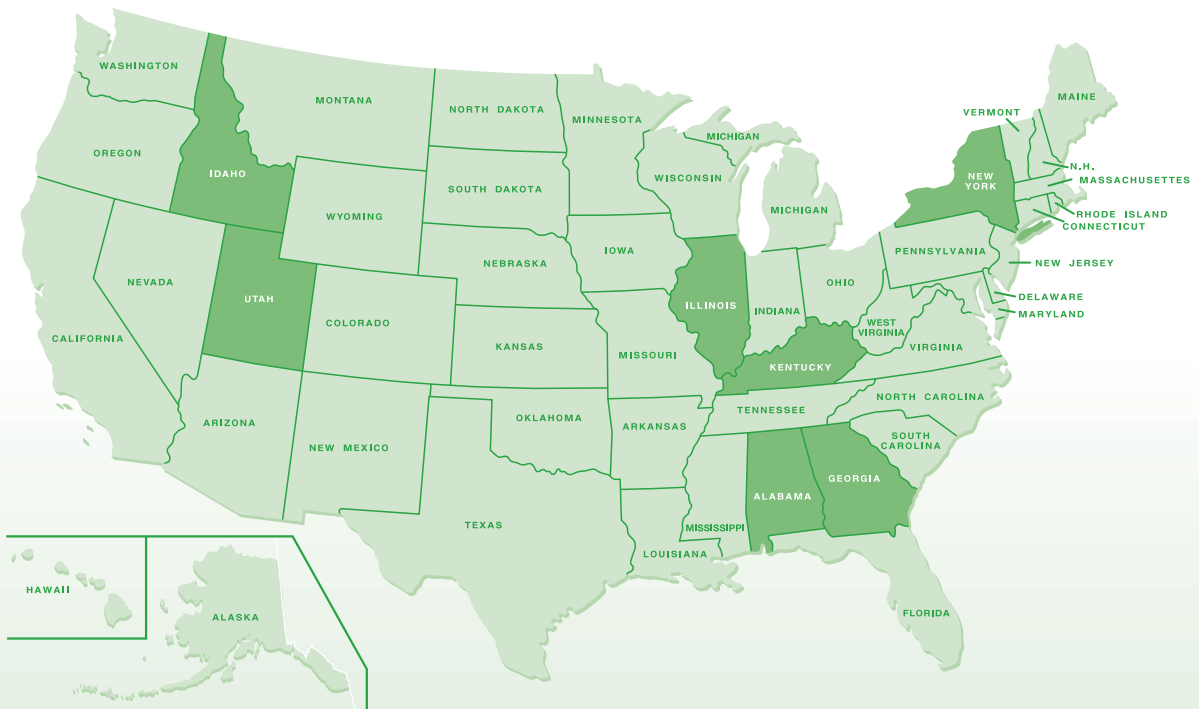 WASHINGTON
MONTANA
NORTH DAKOTA
MINNESOTA
MICHIGAN
VERMONT
MAINE
OREGON
IDAHO
SOUTH DAKOTA
WISCONSIN
NEW
YORK
N.H.
MASSACHUSETTES
WYOMING
MICHIGAN
RHODE ISLAND
CONNECTICUT
NEVADA
NEBRASKA
IOWA
PENNSYLVANIA
NEW JERSEY
UTAH
ILLINOIS
INDIANA
OHIO
DELAWARE
MARYLAND
CALIFORNIA
COLORADO
KANSAS
MISSOURI
WEST
VIRGINIA
VIRGINIA
KENTUCKY
ARIZONA
NEW MEXICO
OKLAHOMA
ARKANSAS
TENNESSEE
NORTH CAROLINA
SOUTH
CAROLINA
TEXAS
LOUISIANA
MISSISSIPPI
ALABAMA
GEORGIA
HAWAII
ALASKA
FLORIDA